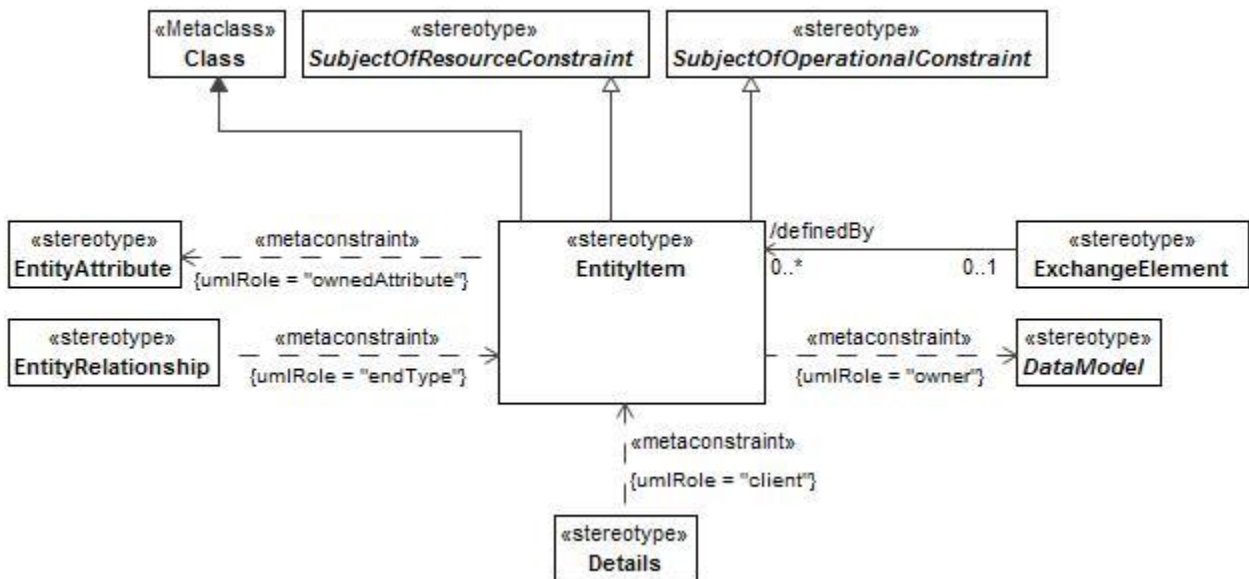 «Metaclass»
Class
«stereotype»
SubjectOfResourceConstraint
«stereotype»
SubjectOfOperationalConstraint
«stereotype»
EntityAttribute
«metaconstraint»
{umlRole = "ownedAttribute"}
«stereotype»
EntityItem
/definedBy
0..*
0..1
«stereotype»
ExchangeElement
«stereotype»
EntityRelationship
«metaconstraint»
{umlRole = "endType"}
«metaconstraint»
{umlRole = "owner"}
«stereotype»
DataModel
«metaconstraint»
{umlRole = "client"}
«stereotype»
Details